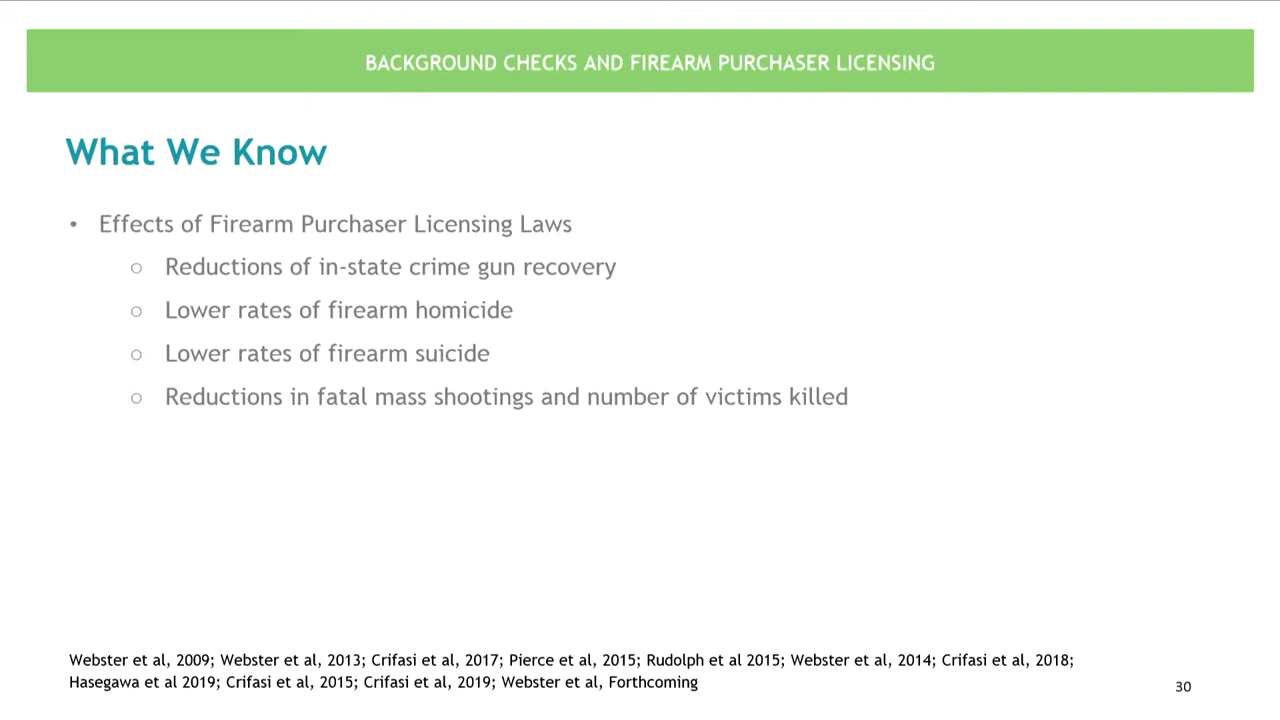 BACKGROUND CHECKS AND FIREARM PURCHASER LICENSING
What We Know
• Effects of Firearm Purchaser Licensing Laws
○ Reductions of in-state crime gun recovery
○ Lower rates of firearm homicide
○ Lower rates of firearm suicide
○ Reductions in fatal mass shootings and number of victims killed
Webster et al, 2009; Webster et al, 2013; Crifasi et al, 2017; Pierce et al, 2015; Rudolph et al 2015; Webster et al, 2014; Crifasi et al, 2018;
Hasegawa et al 2019; Crifasi et al, 2015; Crifasi et al, 2019; Webster et al, Forthcoming
30